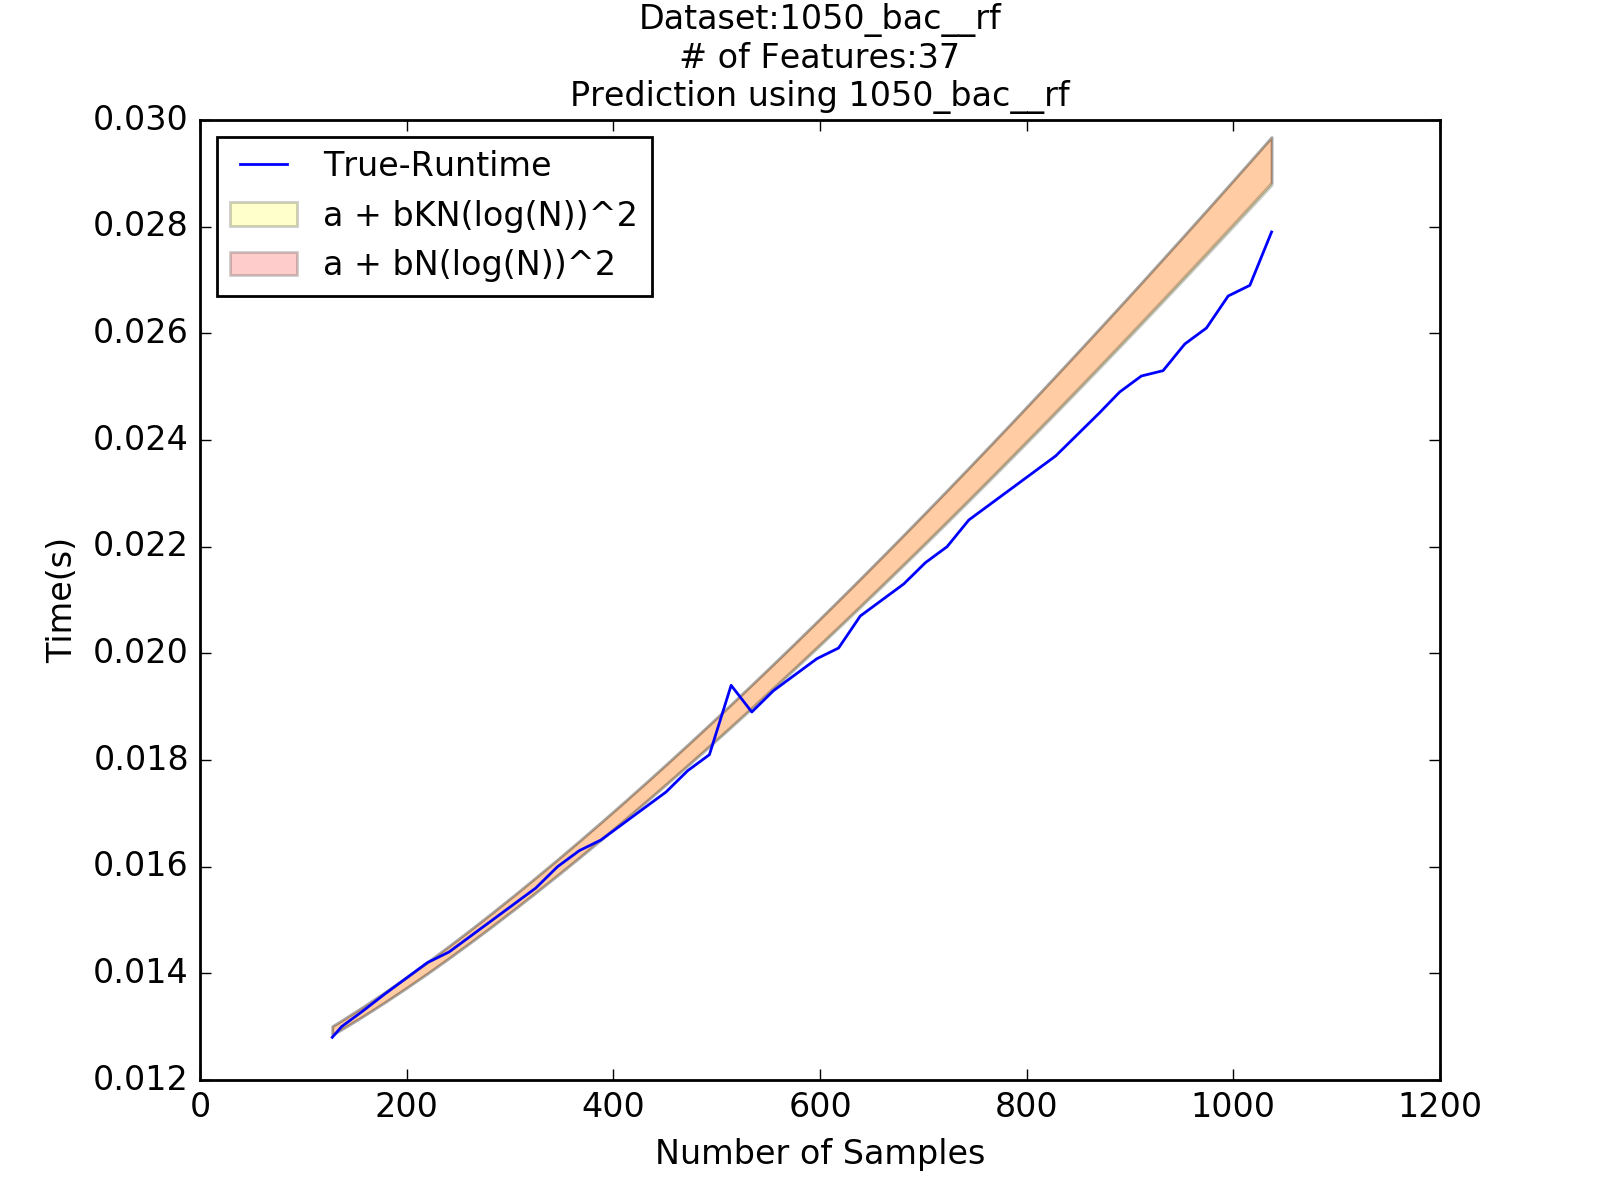 Dataset:1050_bac__rf
# of Features:37
Prediction using 1050_bac__rf
0.030
0.028
0.026
0.024
0.022
0.020
0.018
0.016
0.014
0.012
Time(s)
True-Runtime
a + bKN(log(N))^2
a + bN(log(N))^2
0 200 400 600 800 1000 1200
Number of Samples